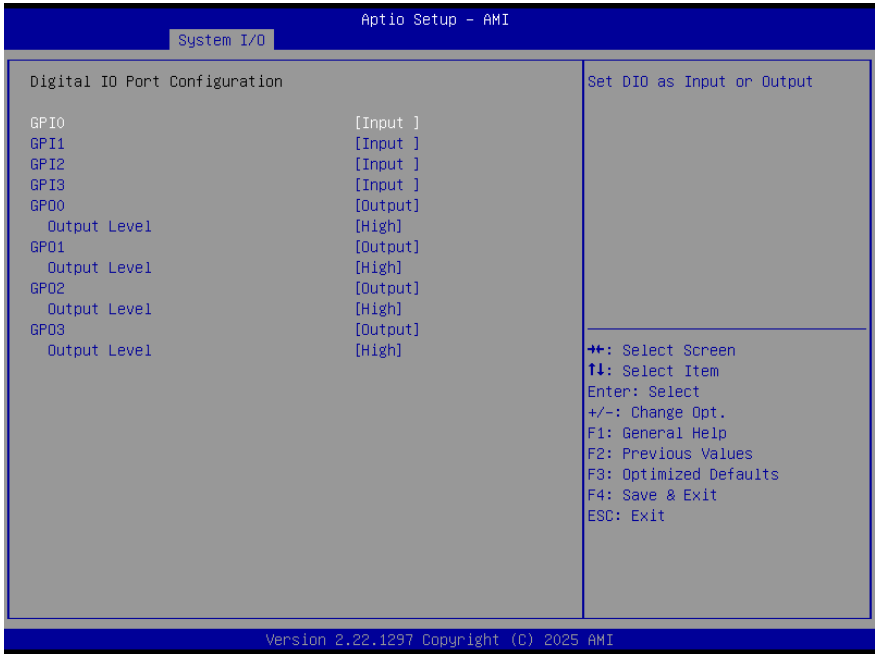 Aptio Setup - AMI
System I/O
Digital IO Port Configuration
GPI0 [Input ]
GPI1 [Input ]
GPI2 [Input ]
GPI3 [Input ]
GPO0 [Output]
Output Level [High]
GPO1 [Output]
Output Level [High]
GPO2 [Output]
Output Level [High]
GPO3 [Output]
Output Level [High]
Set DIO as Input or Output
→←: Select Screen
↑↓: Select Item
Enter: Select
+/-: Change Opt.
F1: General Help
F2: Previous Values
F3: Optimized Defaults
F4: Save & Exit
ESC: Exit
Version 2.22.1297 Copyright (C) 2025 AMI